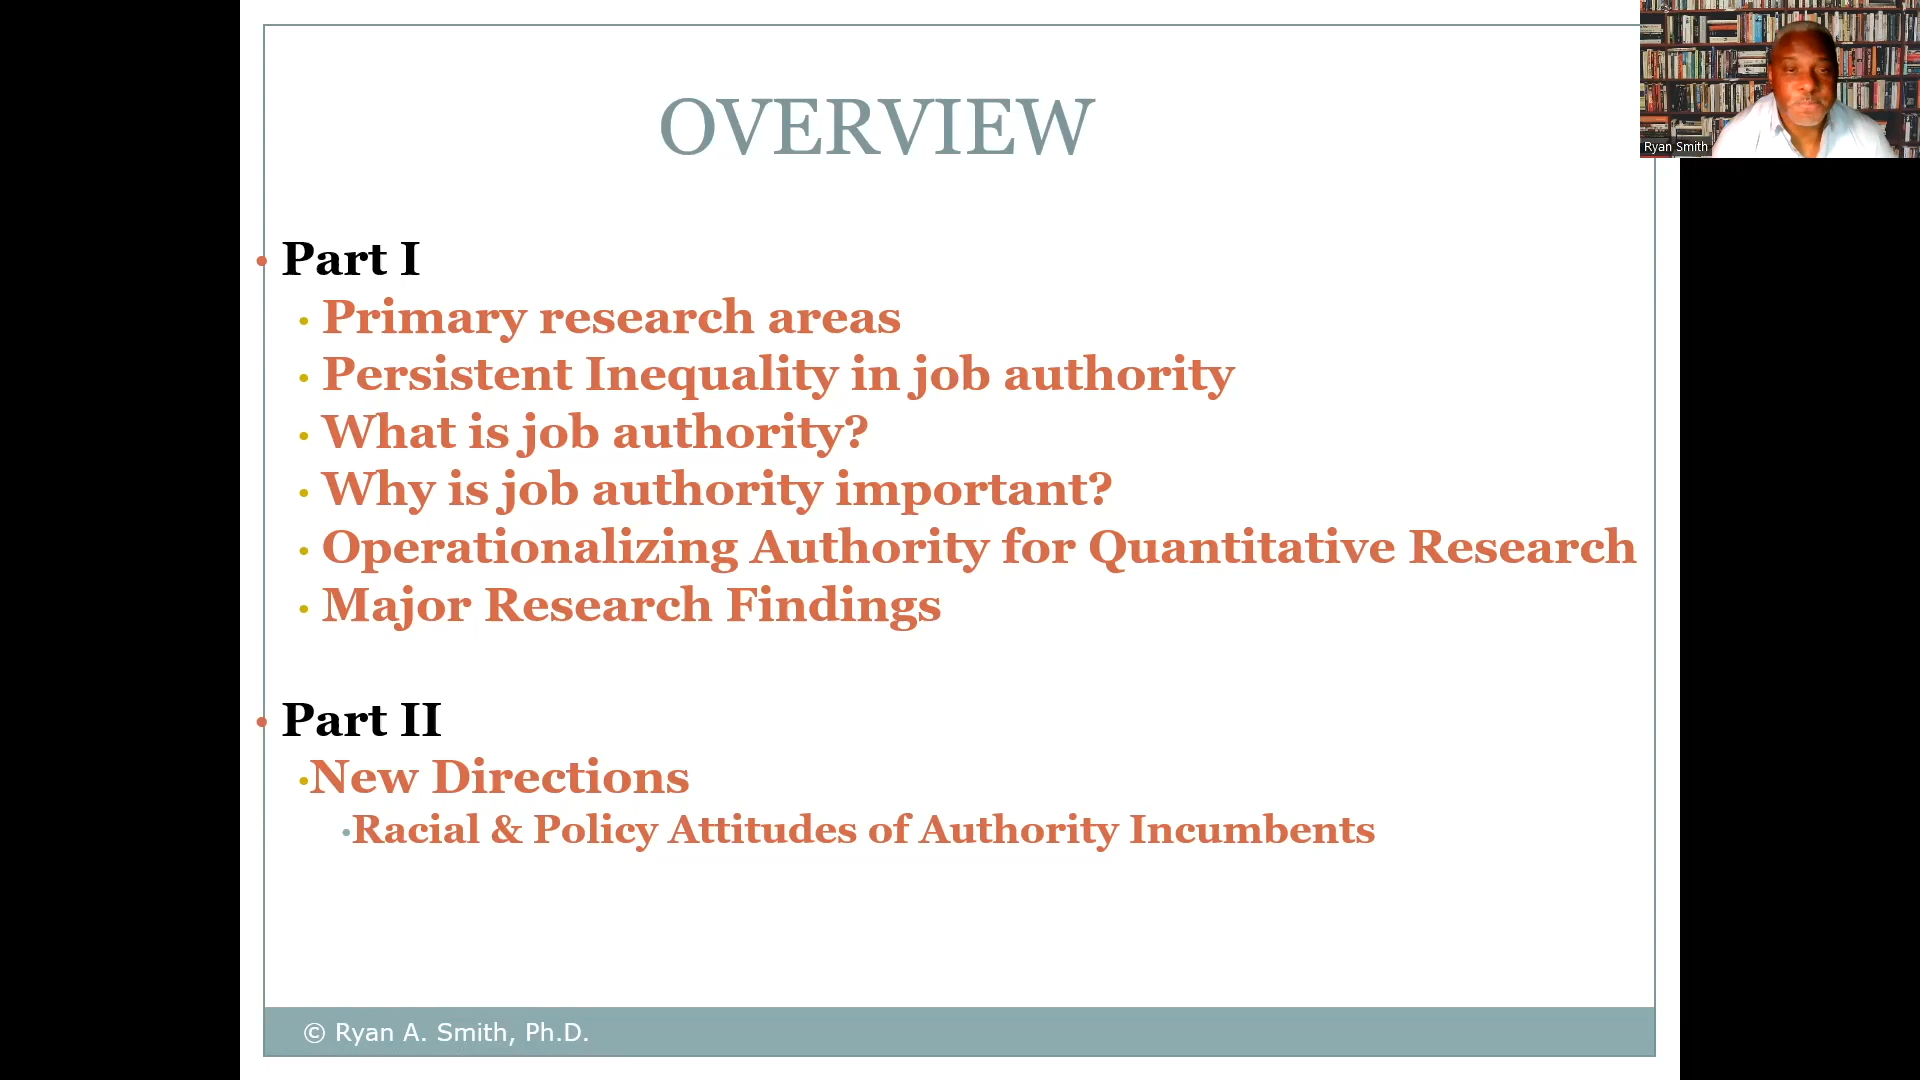 OVERVIEW
Ryan Smith
• Part I
• Primary research areas
• Persistent Inequality in job authority
• What is job authority?
• Why is job authority important?
• Operationalizing Authority for Quantitative Research
• Major Research Findings
• Part II
•New Directions
•Racial & Policy Attitudes of Authority Incumbents
© Ryan A. Smith, Ph.D.